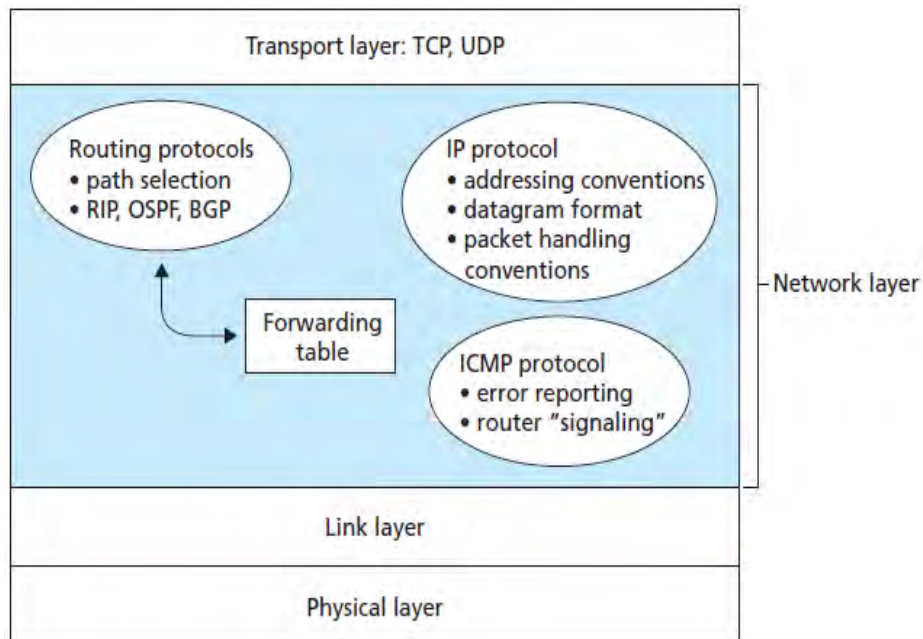 Transport layer: TCP, UDP
Routing protocols
• path selection
• RIP, OSPF, BGP
IP protocol
• addressing conventions
• datagram format
• packet handling
conventions
Network layer
Forwarding
table
ICMP protocol
• error reporting
• router “signaling”
Link layer
Physical layer